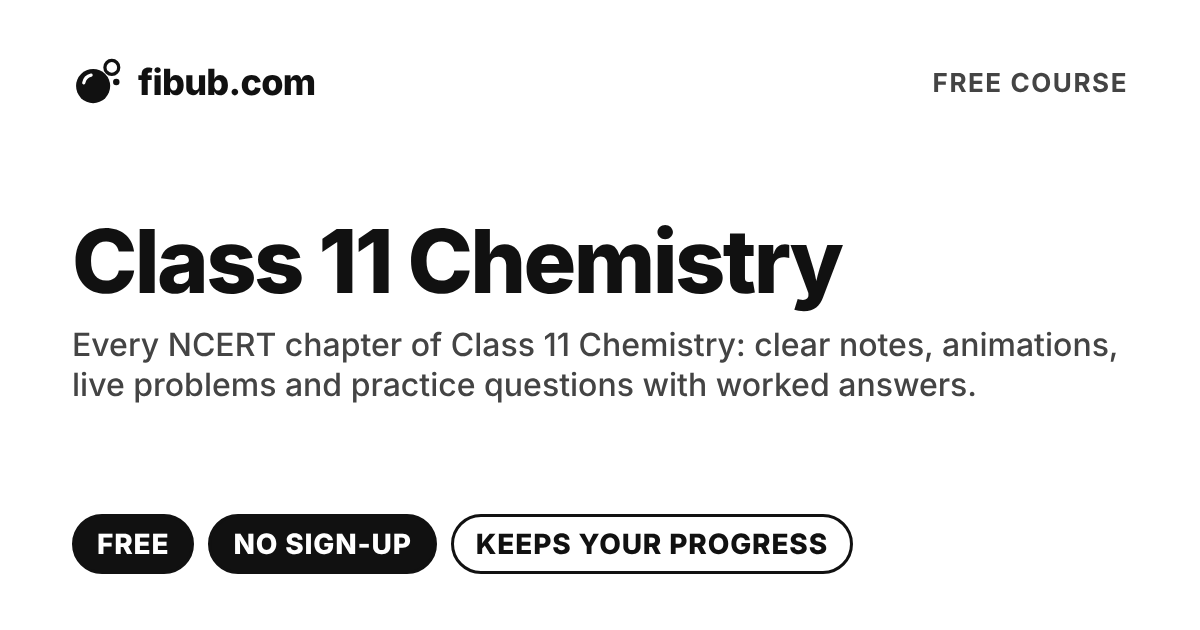 fibub.com
FREE COURSE
Class 11 Chemistry
Every NCERT chapter of Class 11 Chemistry: clear notes, animations,
live problems and practice questions with worked answers.
FREE
NO SIGN-UP
KEEPS YOUR PROGRESS